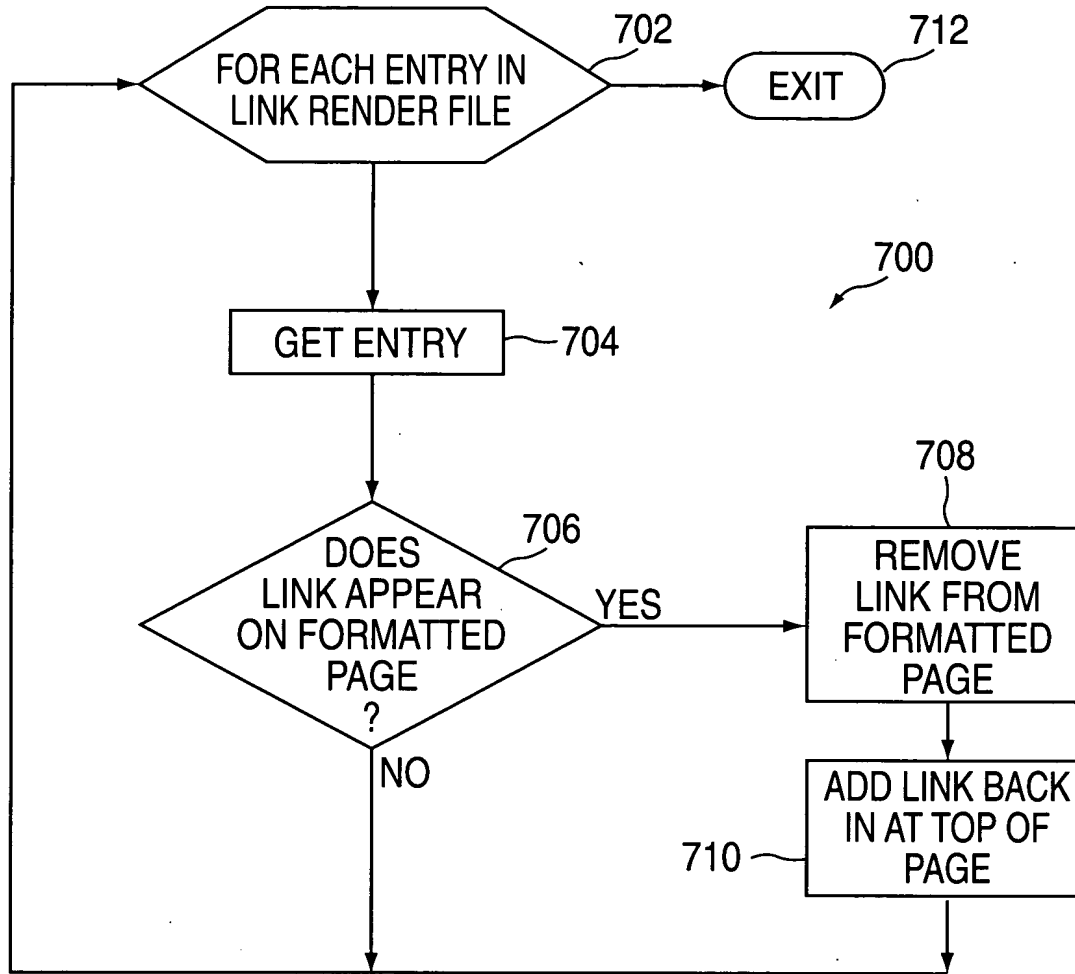 702
712
FOR EACH ENTRY IN
LINK RENDER FILE
EXIT
700
GET ENTRY
704
708
706
DOES
LINK APPEAR
ON FORMATTED
PAGE
?
YES
REMOVE
LINK FROM
FORMATTED
PAGE
NO
ADD LINK BACK
IN AT TOP OF
PAGE
710